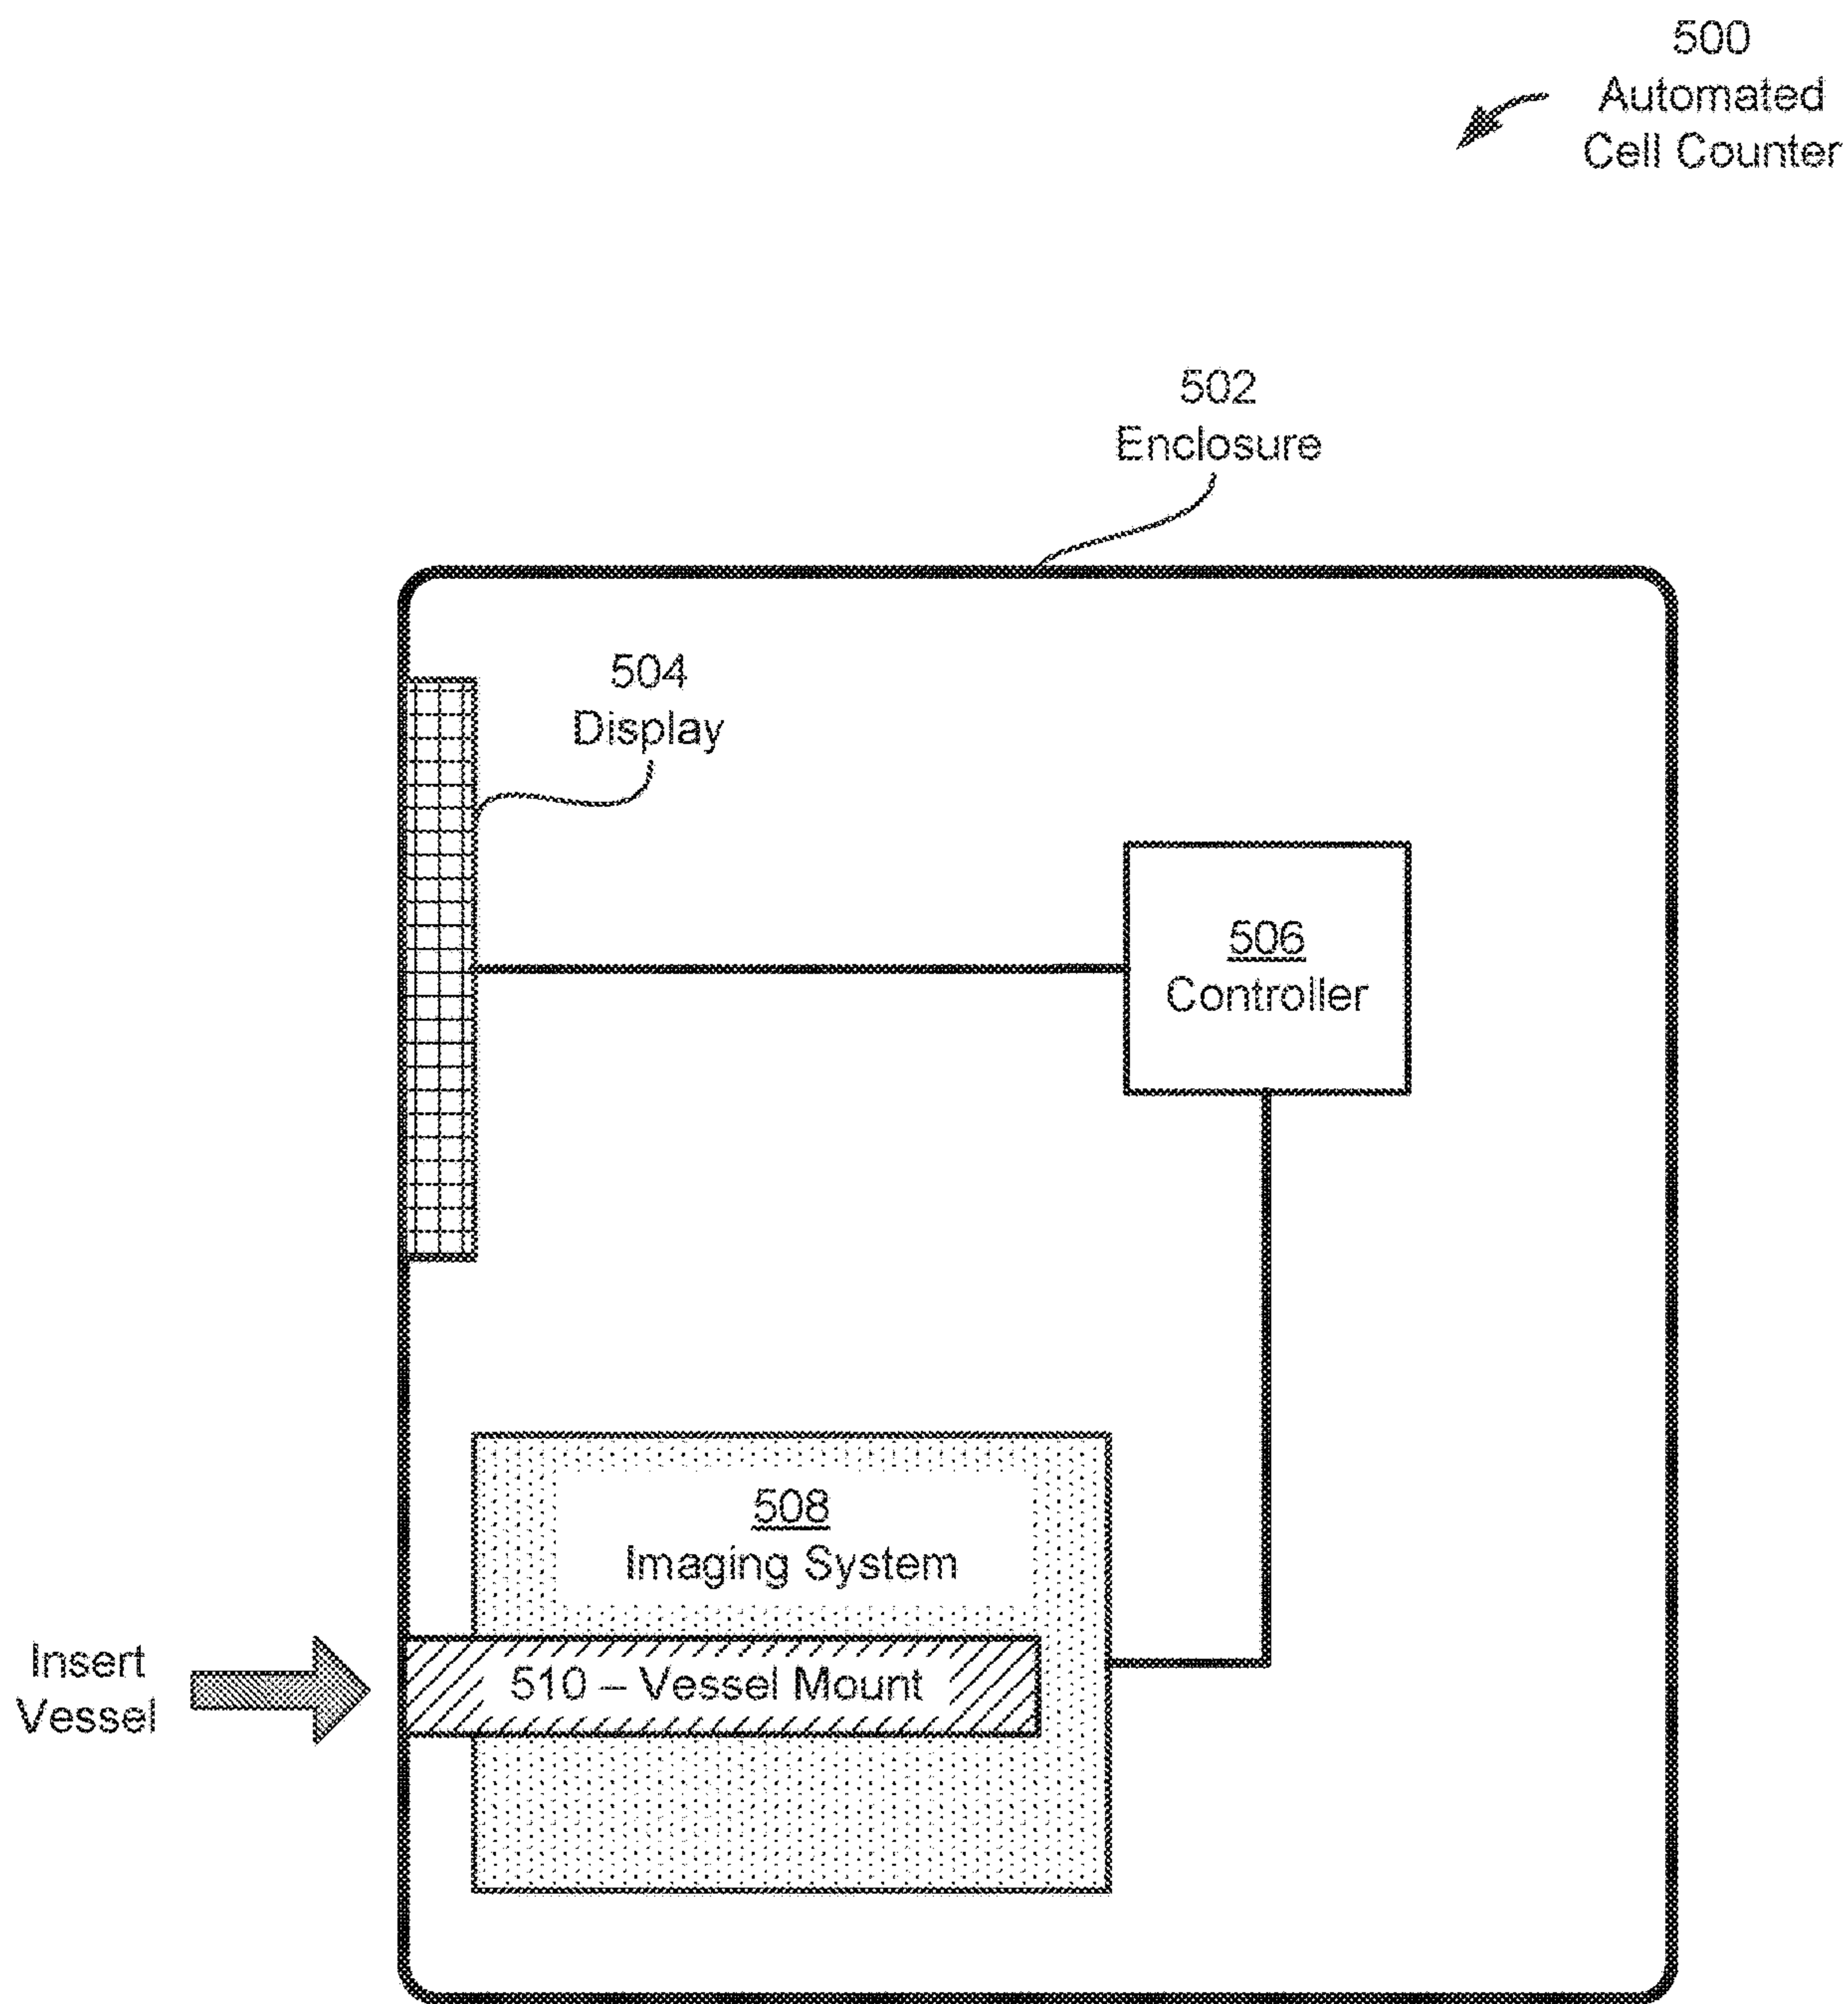 500
Automated
Cell Counter
502
Enclosure
504
Display
506
Controller
508
Imaging System
Insert
Vessel
510 – Vessel Mount